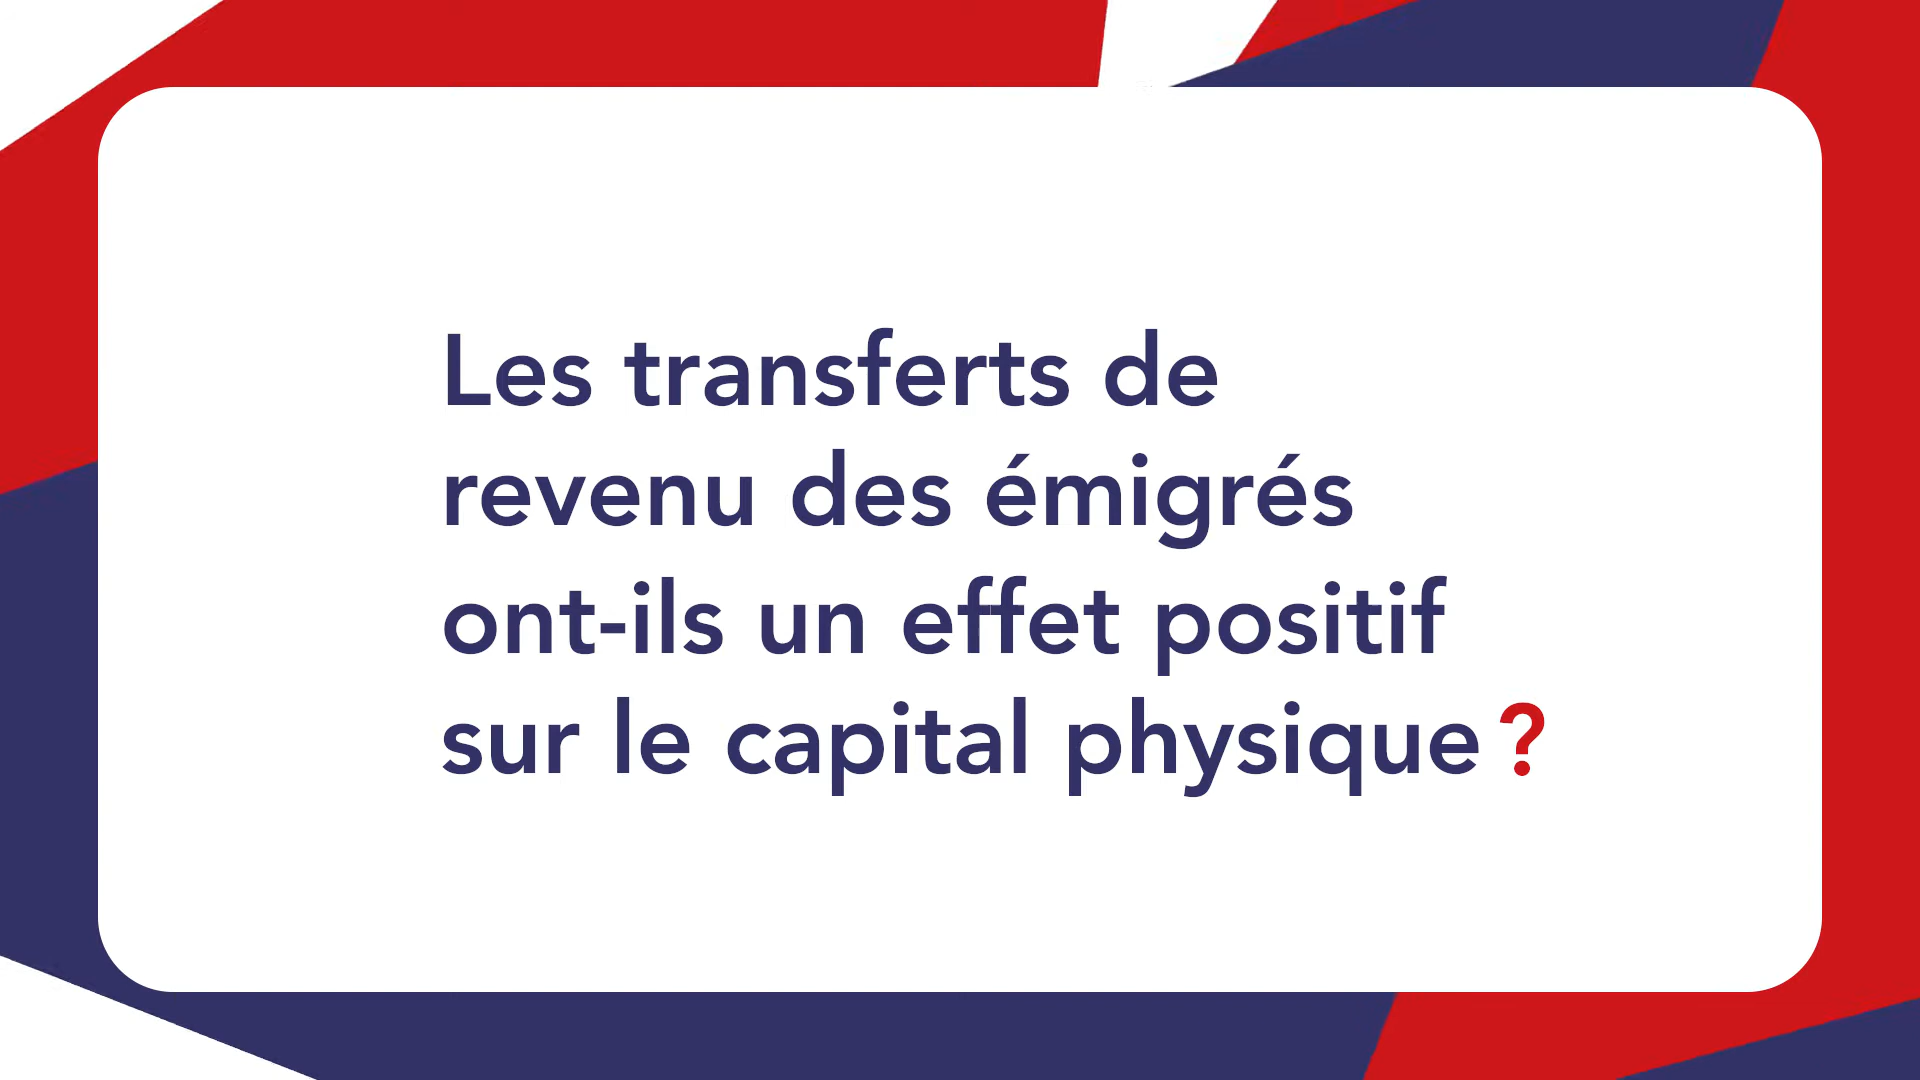 Les transferts de
revenu des émigrés
ont-ils un effet positif
sur le capital physique ?